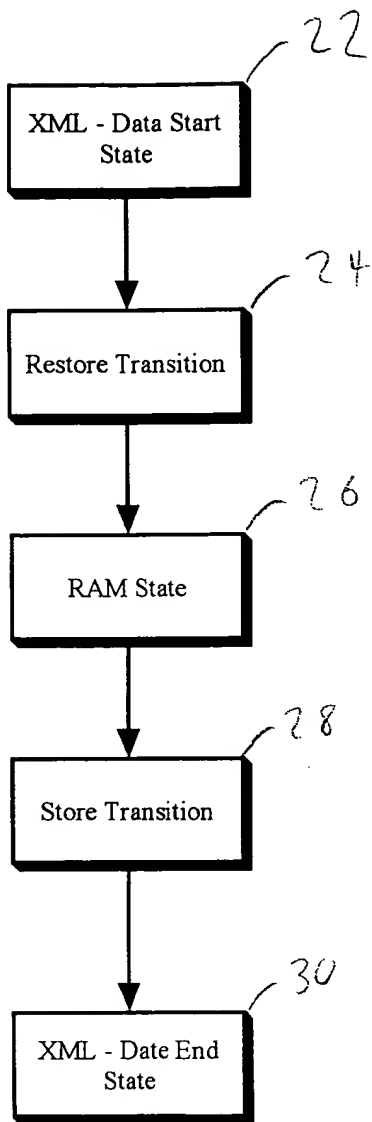 22
XML - Data Start
State
24
Restore Transition
26
RAM State
28
Store Transition
30
XML - Date End
State